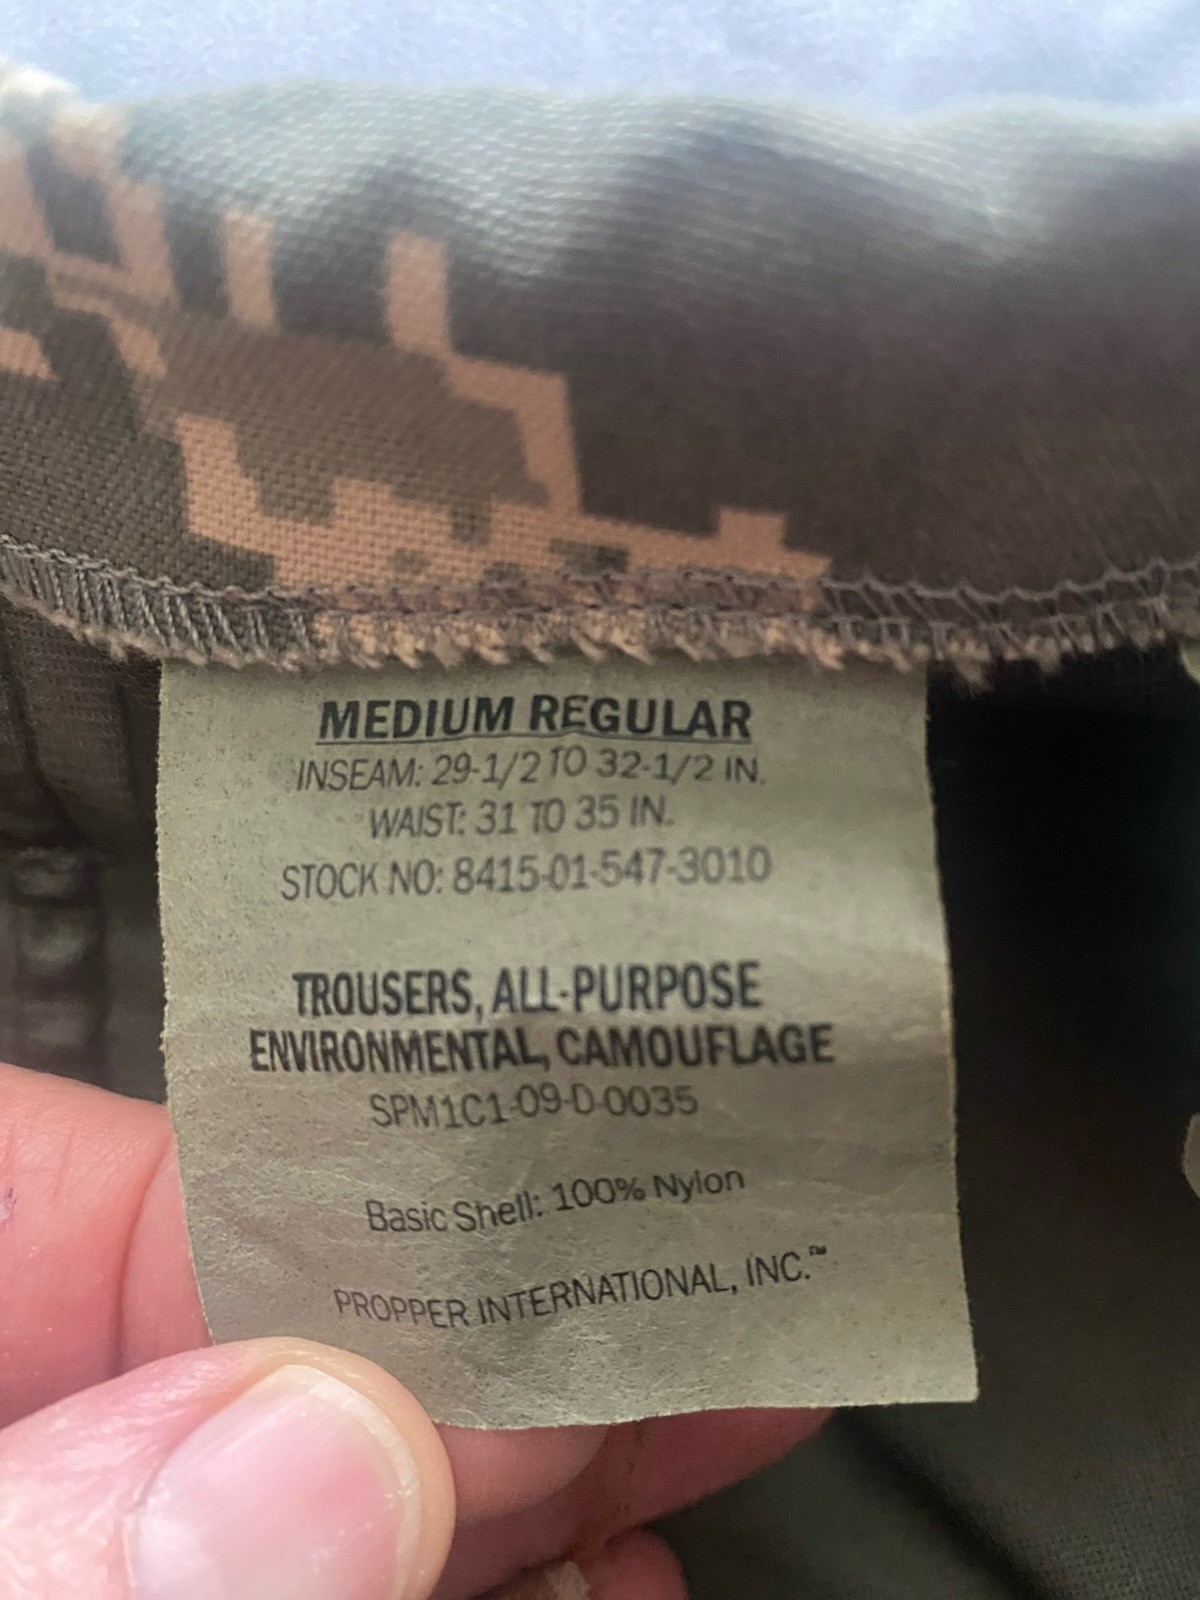 MEDIUM REGULAR
INSEAM: 29-1/2 TO 32-1/2 IN.
WAIST: 31 TO 35 IN.
STOCK NO: 8415-01-547-3010
TROUSERS, ALL-PURPOSE
ENVIRONMENTAL, CAMOUFLAGE
SPM1C1-09-D-0035
Basic Shell: 100% Nylon
PROPPER INTERNATIONAL, INC.™